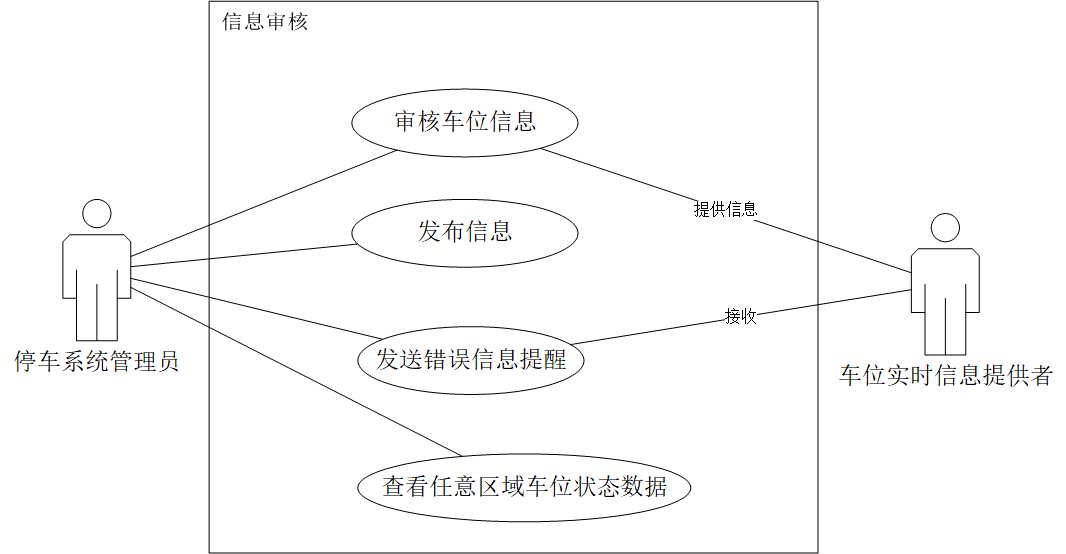 信息审核
审核车位信息
提供信息
发布信息
接收
发送错误信息提醒
停车系统管理员
车位实时信息提供者
查看任意区域车位状态数据